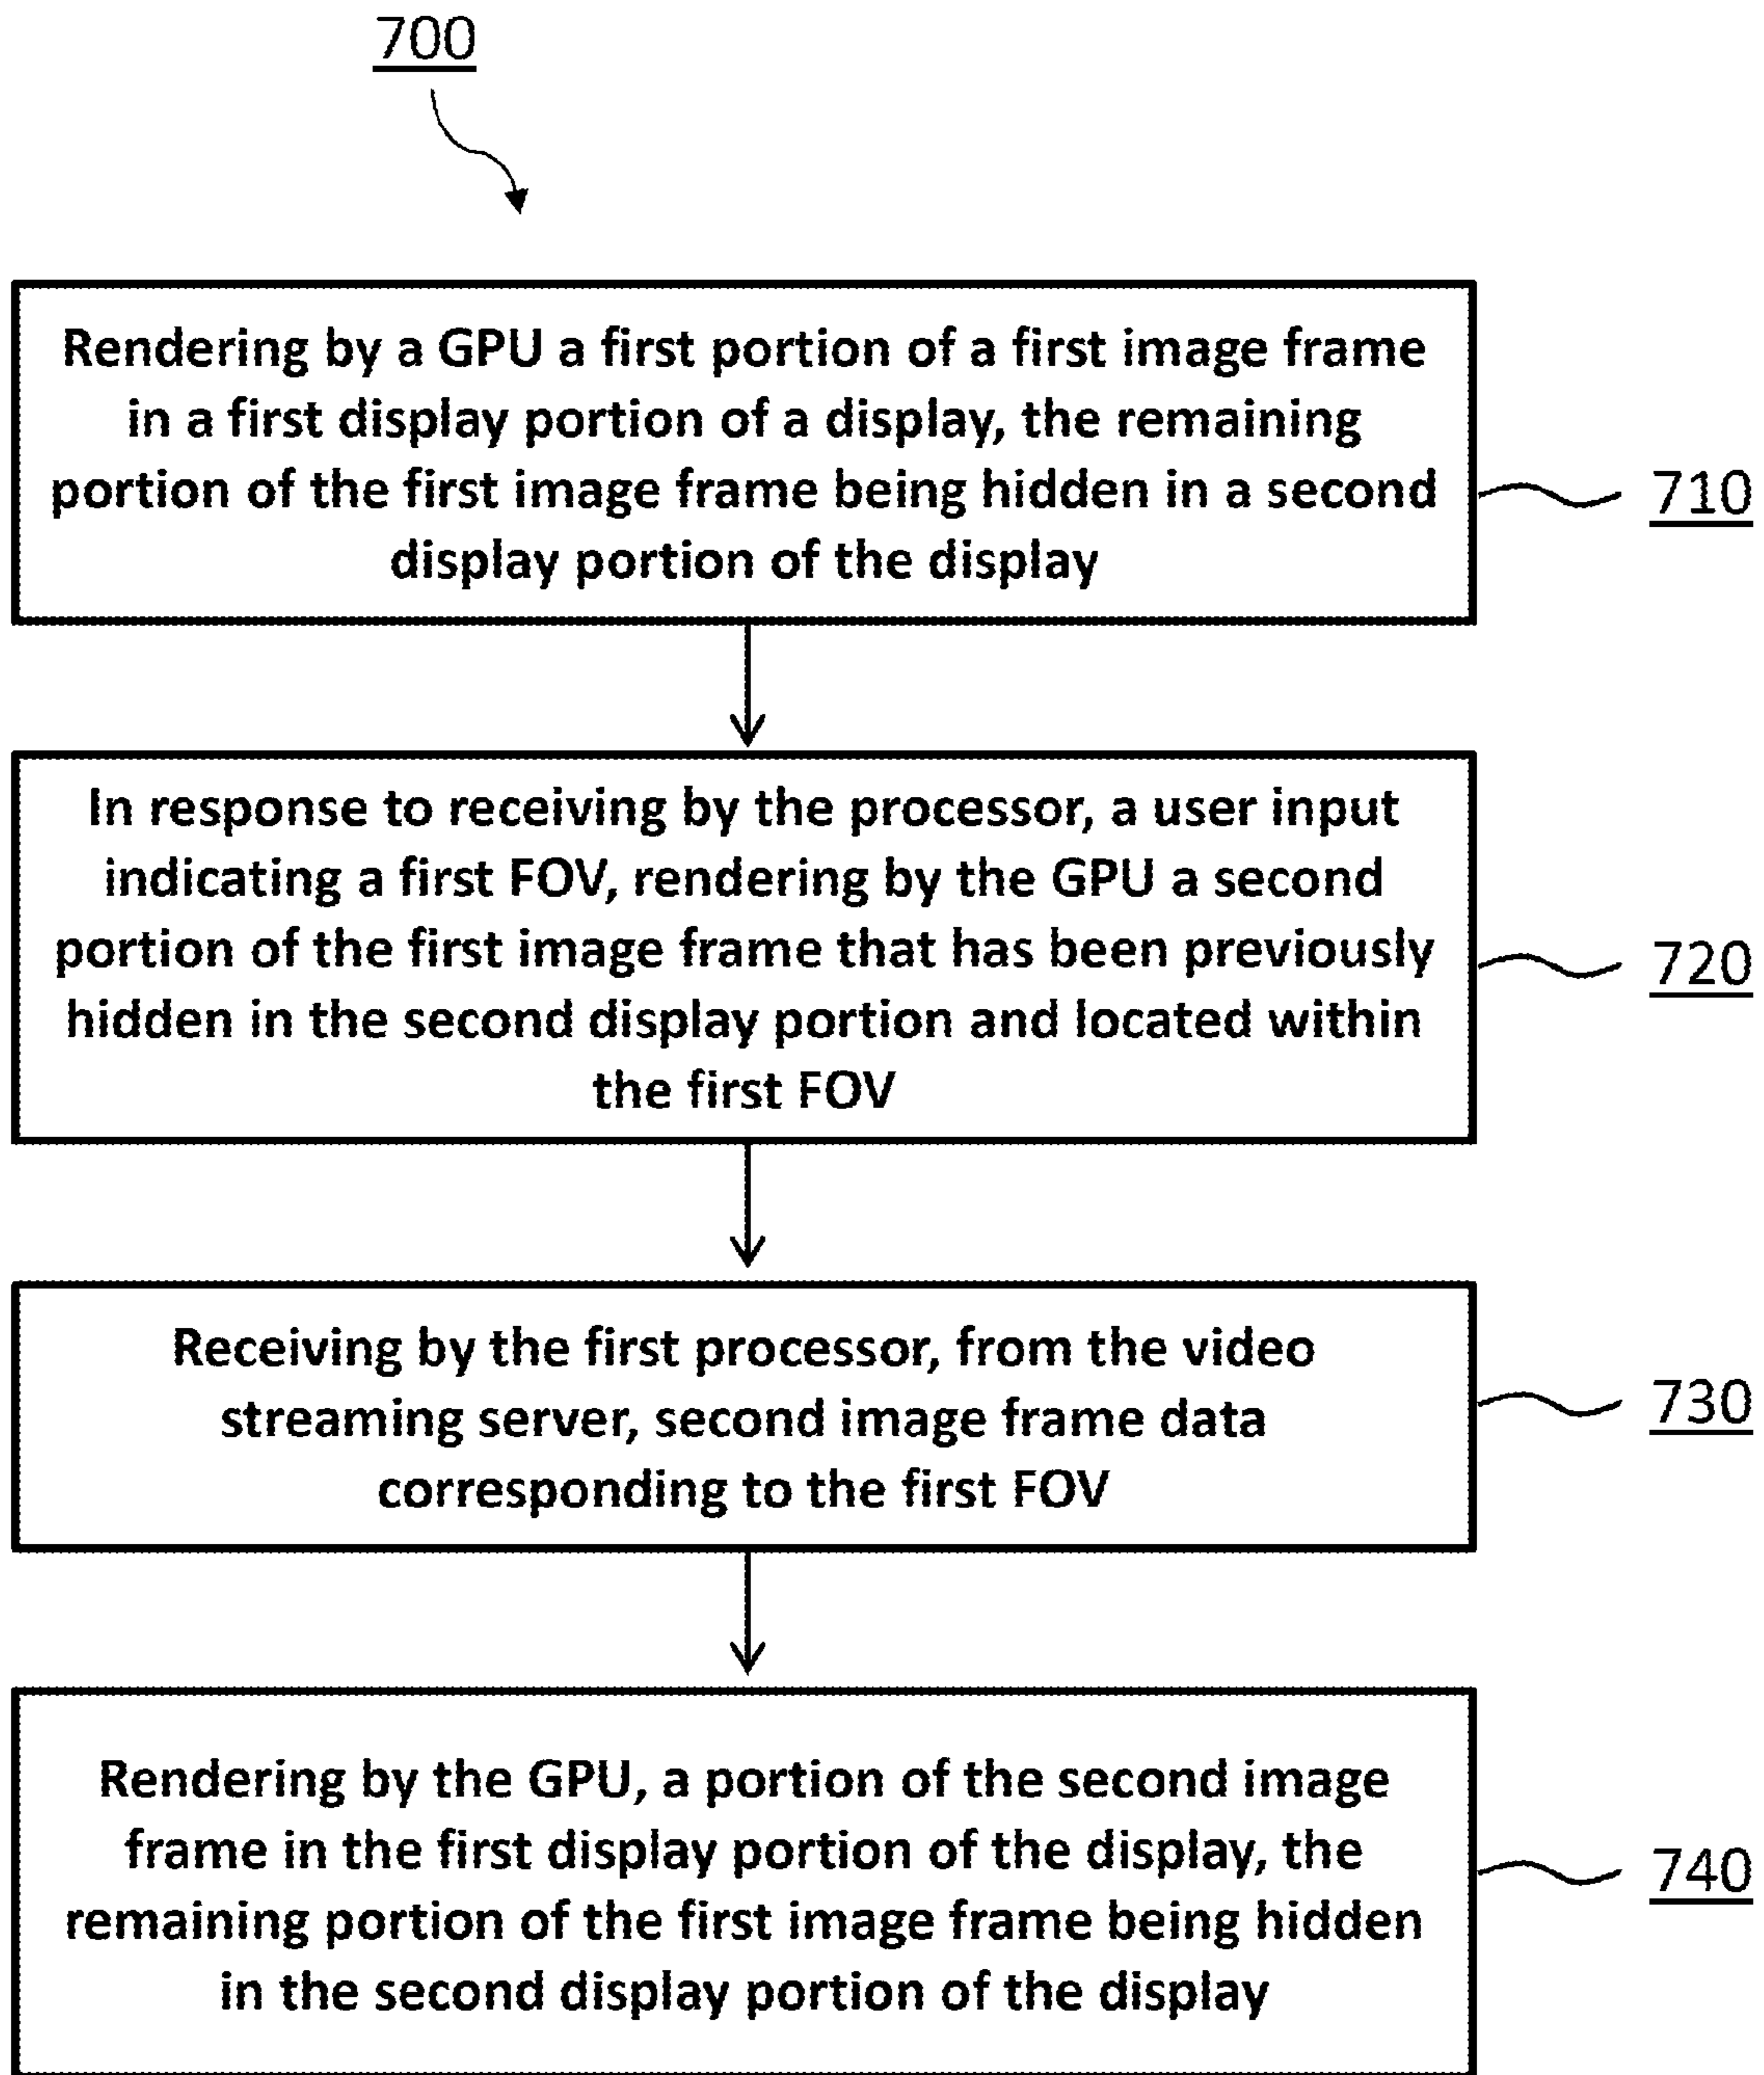 700
Rendering by a GPU a first portion of a first image frame
in a first display portion of a display, the remaining
portion of the first image frame being hidden in a second
display portion of the display
710
In response to receiving by the processor, a user input
indicating a first FOV, rendering by the GPU a second
portion of the first image frame that has been previously
hidden in the second display portion and located within
the first FOV
720
Receiving by the first processor, from the video
streaming server, second image frame data
corresponding to the first FOV
730
Rendering by the GPU, a portion of the second image
frame in the first display portion of the display, the
remaining portion of the first image frame being hidden
in the second display portion of the display
740